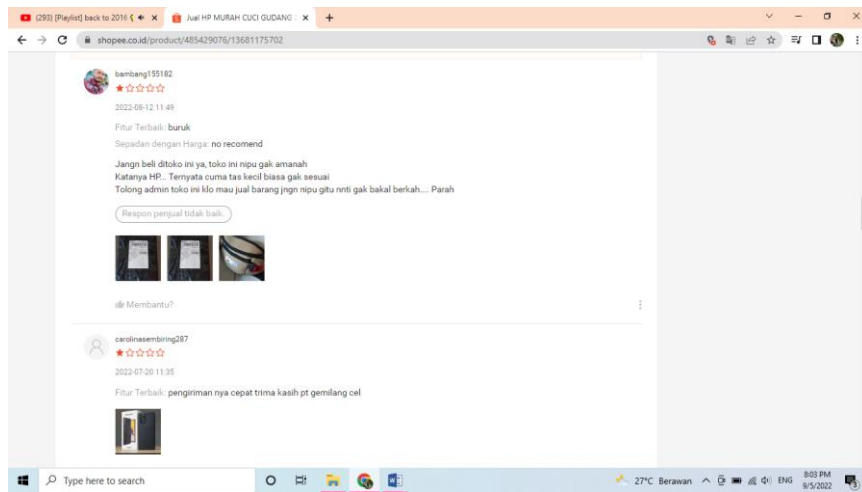 (293) [Playlist] back to 2016
Jual HP MURAH CUCI GUDANG
shopee.co.id/product/485429076/13681175702
bambang155182
2022-08-12 11:49
Fitur Terbaik: buruk
Sepadan dengan Harga: no recomend
Jangn beli ditoko ini ya, toko ini nipu gak amanah
Katanya HP... Ternyata cuma tas kecil biasa gak sesuai
Tolong admin toko ini klo mau jual barang jngn nipu gitu nnti gak bakal berkah.... Parah
Respon penjual tidak baik.
Membantu?
carolinasembiring287
2022-07-20 11:35
Fitur Terbaik: pengiriman nya cepat trima kasih pt gemilang cel
Type here to search
27°C Berawan
ENG
8:03 PM
9/5/2022